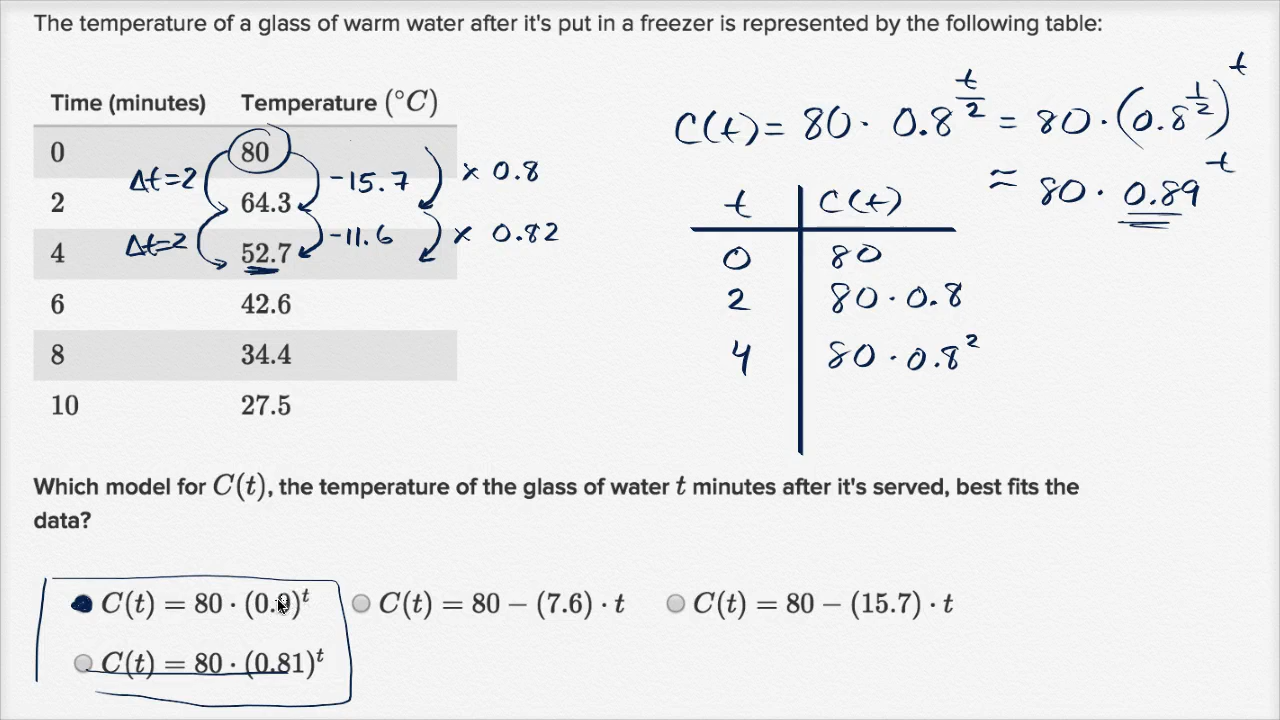 The temperature of a glass of warm water after it's put in a freezer is represented by the following table:
Time (minutes) Temperature (°C)
0 80
2 64.3
4 52.7
6 42.6
8 34.4
10 27.5
Δt=2 -15.7 × 0.8
Δt=2 -11.6 × 0.82
C(t) = 80 · 0.8^(t/2) = 80 · (0.8^(1/2))^t
≈ 80 · 0.89^t
t C(t)
0 80
2 80 · 0.8
4 80 · 0.8²
Which model for C(t), the temperature of the glass of water t minutes after it's served, best fits the
data?
C(t) = 80 · (0.9)^t C(t) = 80 − (7.6) · t C(t) = 80 − (15.7) · t
C(t) = 80 · (0.81)^t